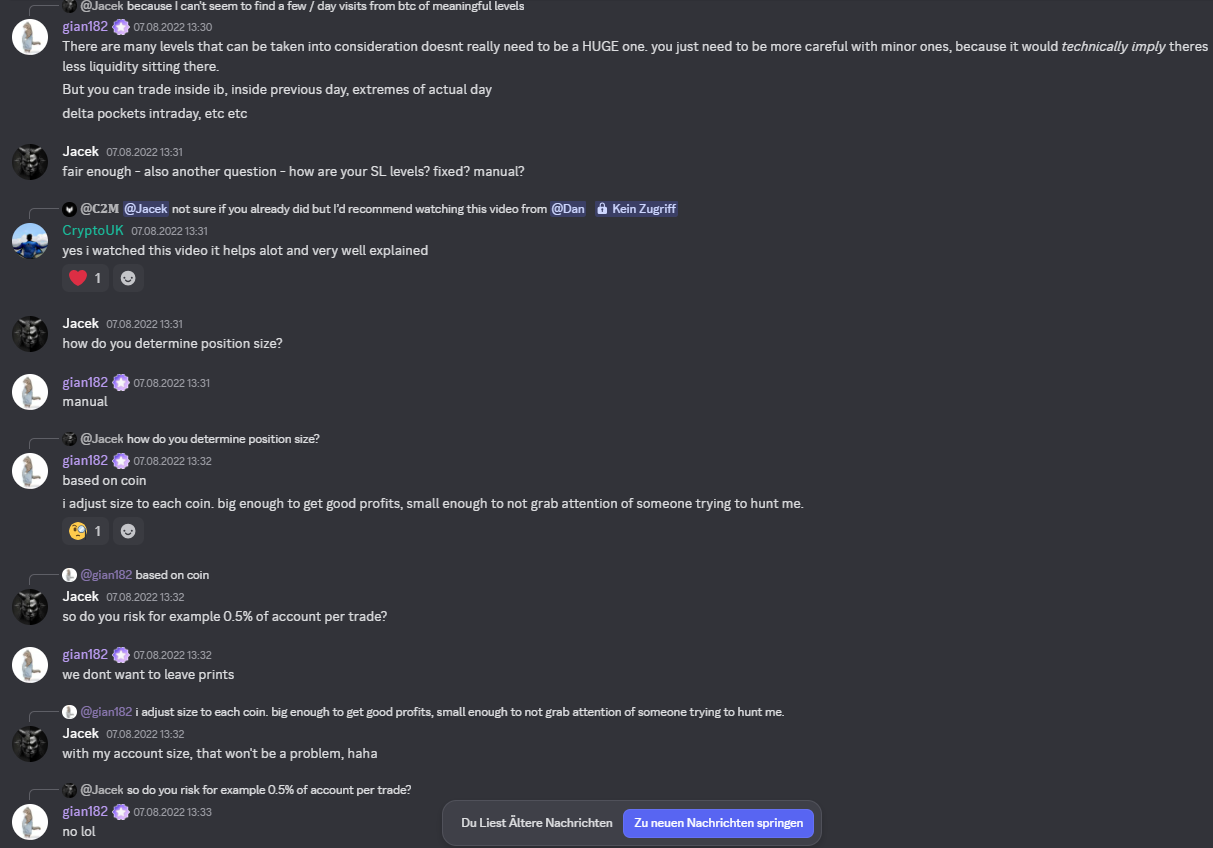 @Jacek because I can't seem to find a few / day visits from btc of meaningful levels
gian182 07.08.2022 13:30
There are many levels that can be taken into consideration doesnt really need to be a HUGE one. you just need to be more careful with minor ones, because it would technically imply theres
less liquidity sitting there.
But you can trade inside ib, inside previous day, extremes of actual day
delta pockets intraday, etc etc
Jacek 07.08.2022 13:31
fair enough - also another question - how are your SL levels? fixed? manual?
@C2M @Jacek not sure if you already did but I'd recommend watching this video from @Dan Kein Zugriff
CryptoUK 07.08.2022 13:31
yes i watched this video it helps alot and very well explained
1
Jacek 07.08.2022 13:31
how do you determine position size?
gian182 07.08.2022 13:31
manual
@Jacek how do you determine position size?
gian182 07.08.2022 13:32
based on coin
i adjust size to each coin. big enough to get good profits, small enough to not grab attention of someone trying to hunt me.
1
@gian182 based on coin
Jacek 07.08.2022 13:32
so do you risk for example 0.5% of account per trade?
gian182 07.08.2022 13:32
we dont want to leave prints
@gian182 i adjust size to each coin. big enough to get good profits, small enough to not grab attention of someone trying to hunt me.
Jacek 07.08.2022 13:32
with my account size, that won't be a problem, haha
@Jacek so do you risk for example 0.5% of account per trade?
gian182 07.08.2022 13:33
no lol
Du Liest Ältere Nachrichten Zu neuen Nachrichten springen